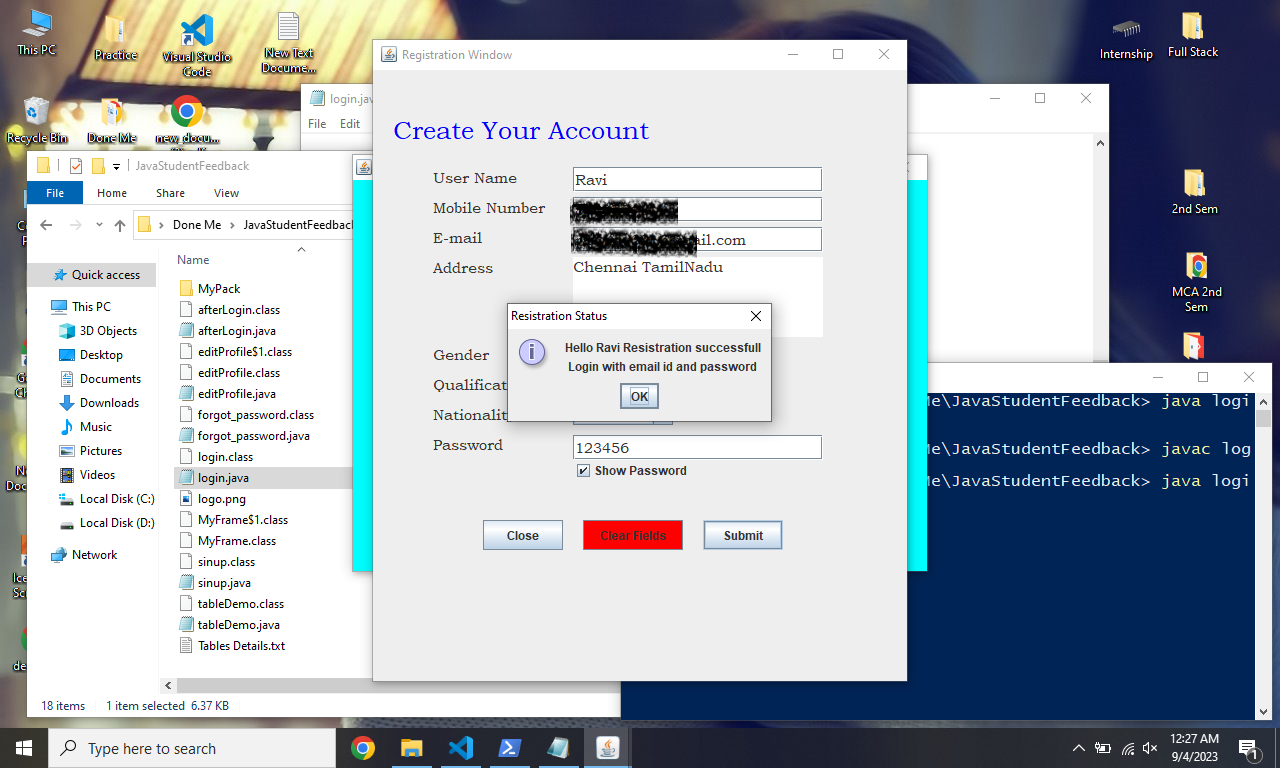 This PC
Practice
Visual Studio
Code
New Text
Docume...
Internship
Full Stack
Recycle Bin
Done Me
new_docu...
2nd Sem
MCA 2nd
Sem
Registration Window
Create Your Account
User Name
Ravi
Mobile Number
E-mail
ail.com
Address
Chennai TamilNadu
Gender
Qualificat
Nationalit
Password
123456
Show Password
Close
Clear Fields
Submit
Resistration Status
Hello Ravi Resistration successfull
Login with email id and password
OK
login.jav
File Edit
JavaStudentFeedback
File Home Share View
Done Me JavaStudentFeedback
Name
Quick access
This PC
3D Objects
Desktop
Documents
Downloads
Music
Pictures
Videos
Local Disk (C:)
Local Disk (D:)
Network
MyPack
afterLogin.class
afterLogin.java
editProfile$1.class
editProfile.class
editProfile.java
forgot_password.class
forgot_password.java
login.class
login.java
logo.png
MyFrame$1.class
MyFrame.class
sinup.class
sinup.java
tableDemo.class
tableDemo.java
Tables Details.txt
18 items 1 item selected 6.37 KB
Me\JavaStudentFeedback> java logi
Me\JavaStudentFeedback> javac log
Me\JavaStudentFeedback> java logi
Type here to search
12:27 AM
9/4/2023
1